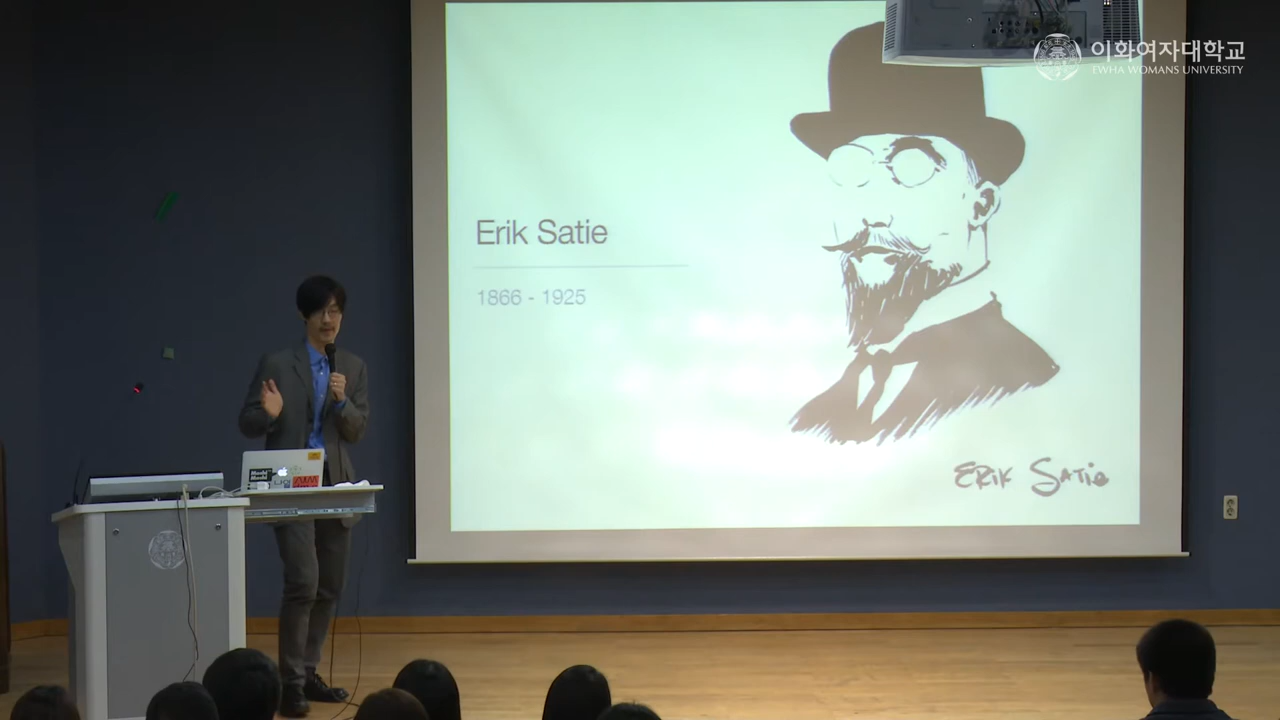 이화여자대학교
EWHA WOMANS UNIVERSITY
Erik Satie
1866 - 1925
ERIK SATIE